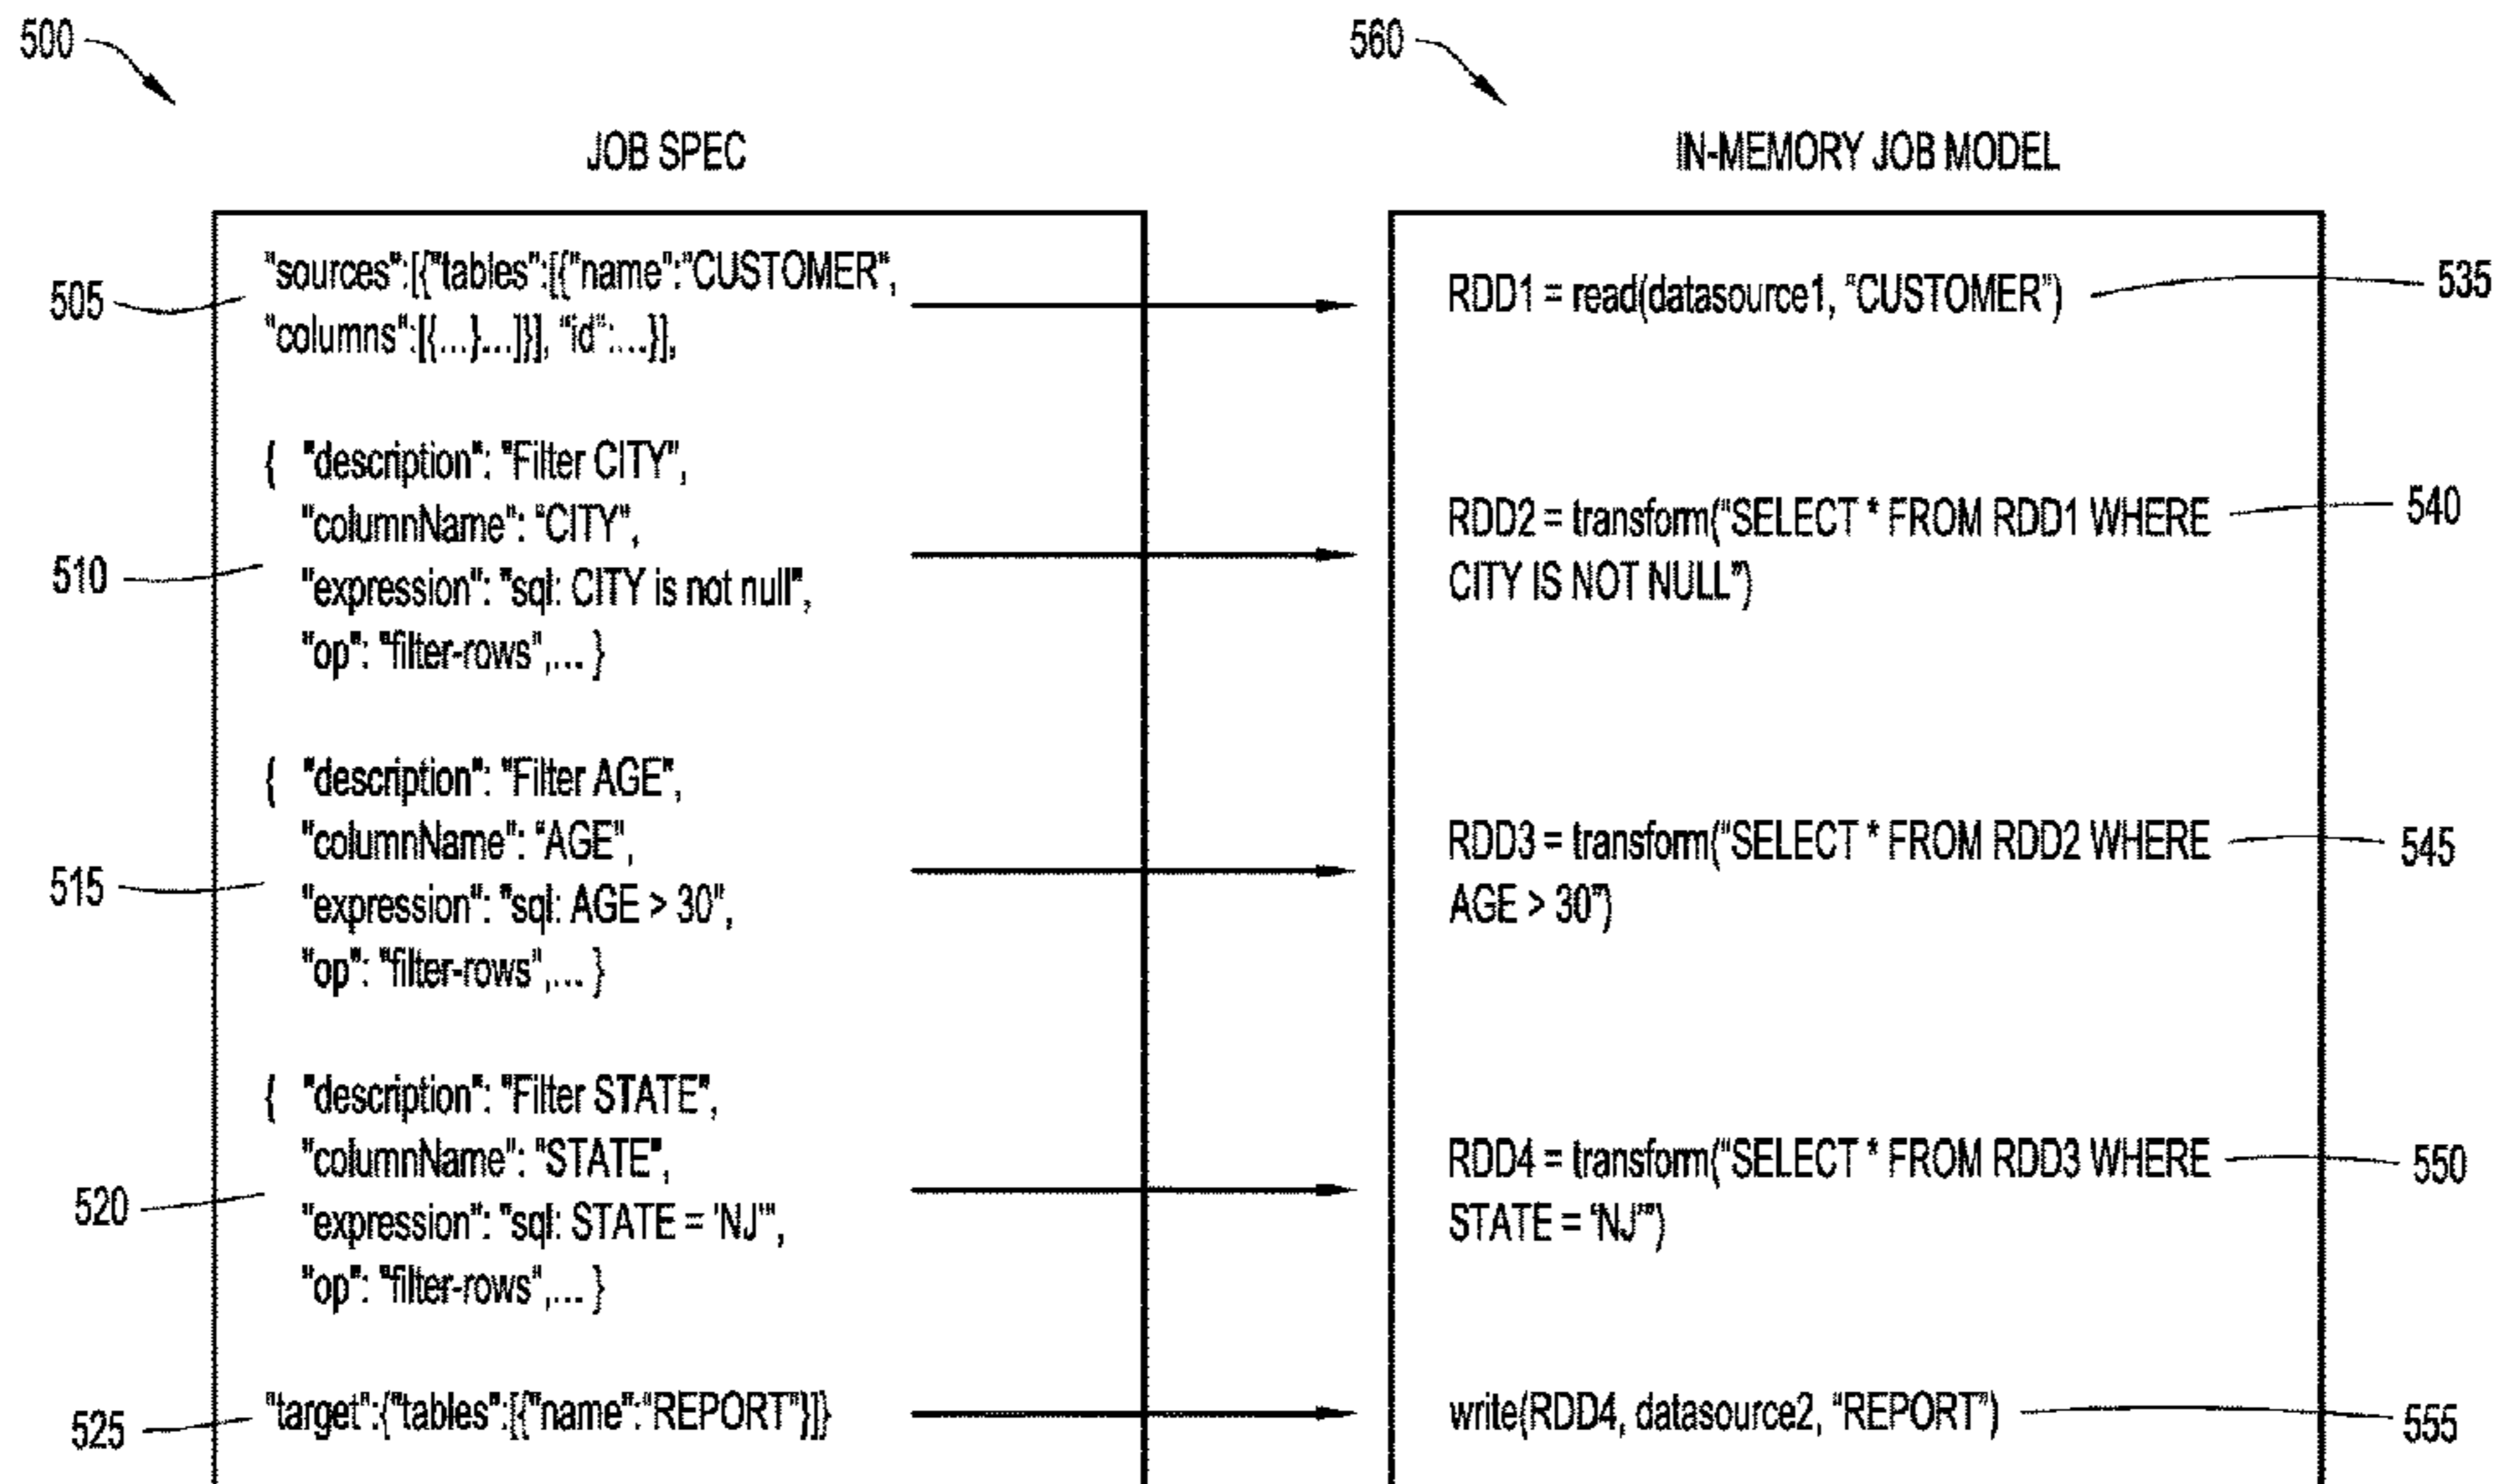 500
560
JOB SPEC
IN-MEMORY JOB MODEL
505
"sources":[{"tables":[{"name":"CUSTOMER",
"columns":[{...}...]}], "id":...}],
RDD1 = read(datasource1, "CUSTOMER")
535
510
{ "description": "Filter CITY",
"columnName": "CITY",
"expression": "sql: CITY is not null",
"op": "filter-rows",... }
RDD2 = transform("SELECT * FROM RDD1 WHERE
CITY IS NOT NULL")
540
515
{ "description": "Filter AGE",
"columnName": "AGE",
"expression": "sql: AGE > 30",
"op": "filter-rows",... }
RDD3 = transform("SELECT * FROM RDD2 WHERE
AGE > 30")
545
520
{ "description": "Filter STATE",
"columnName": "STATE",
"expression": "sql: STATE = 'NJ'",
"op": "filter-rows",... }
RDD4 = transform("SELECT * FROM RDD3 WHERE
STATE = 'NJ'")
550
525
"target":{"tables":[{"name":"REPORT"}]}
write(RDD4, datasource2, "REPORT")
555